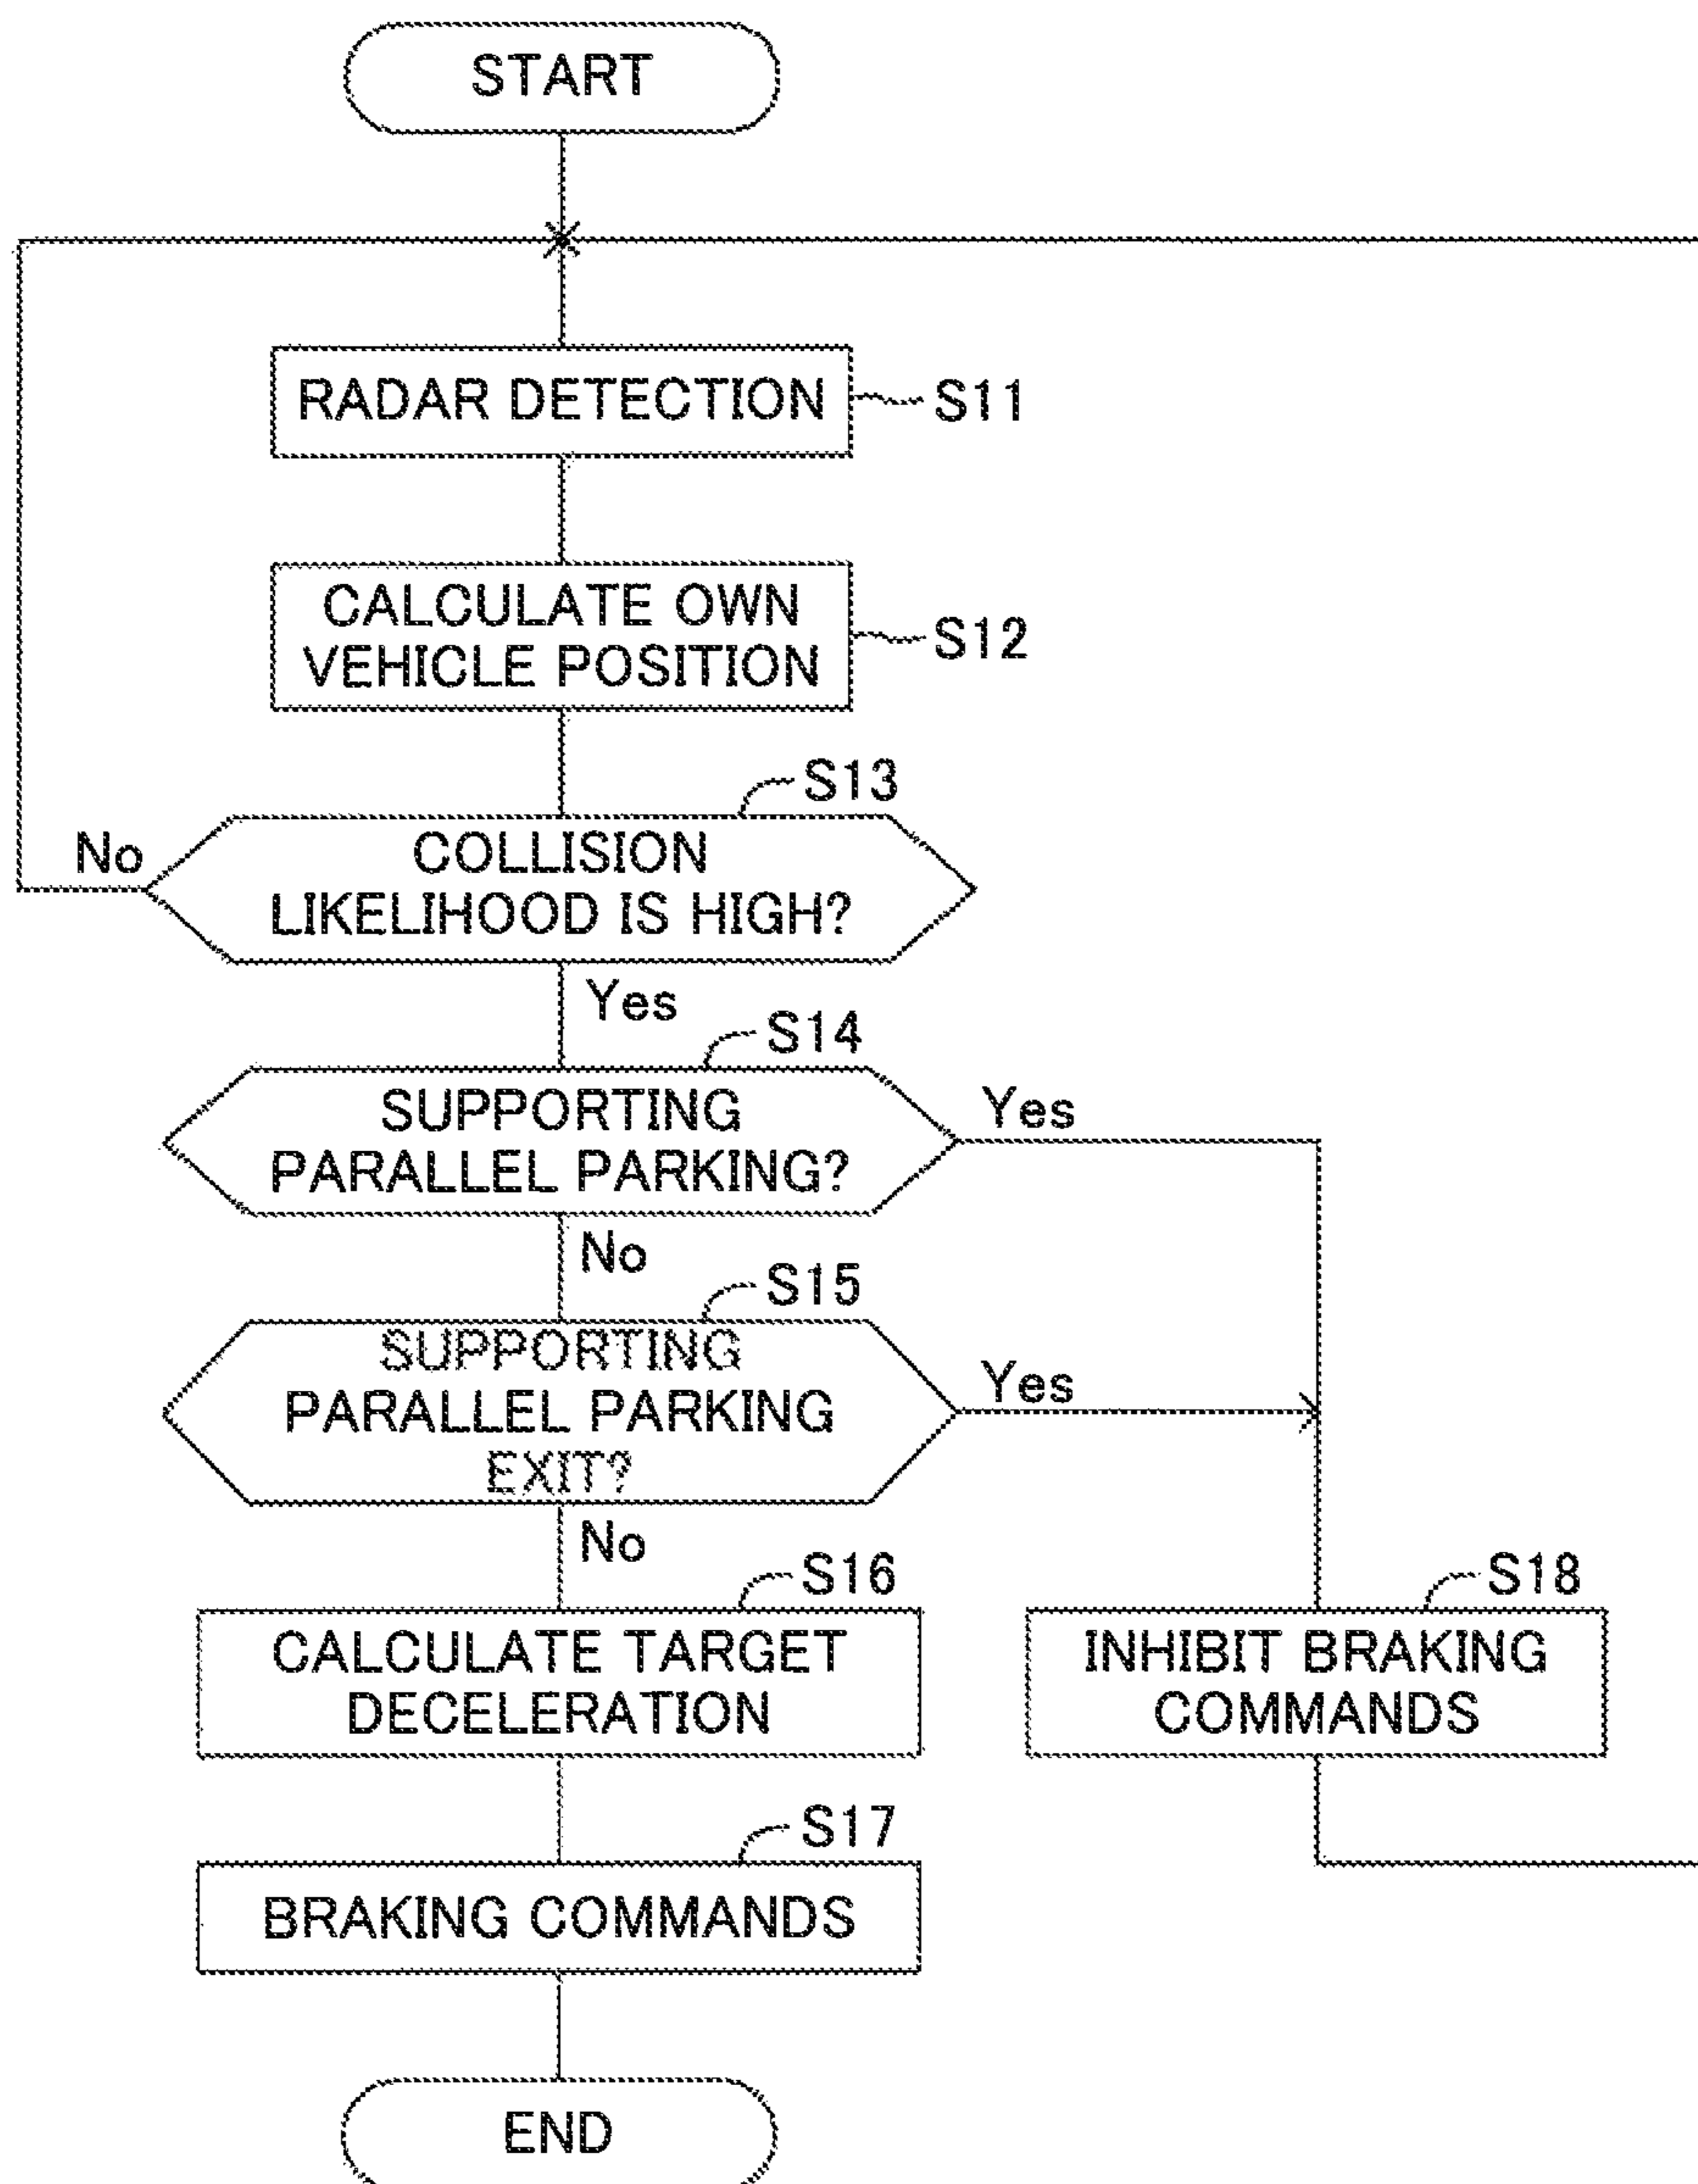 START
RADAR DETECTION
S11
CALCULATE OWN
VEHICLE POSITION
S12
S13
No
COLLISION
LIKELIHOOD IS HIGH?
Yes
S14
SUPPORTING
PARALLEL PARKING?
Yes
No
S15
SUPPORTING
PARALLEL PARKING
EXIT?
Yes
No
S16
CALCULATE TARGET
DECELERATION
S18
INHIBIT BRAKING
COMMANDS
S17
BRAKING COMMANDS
END